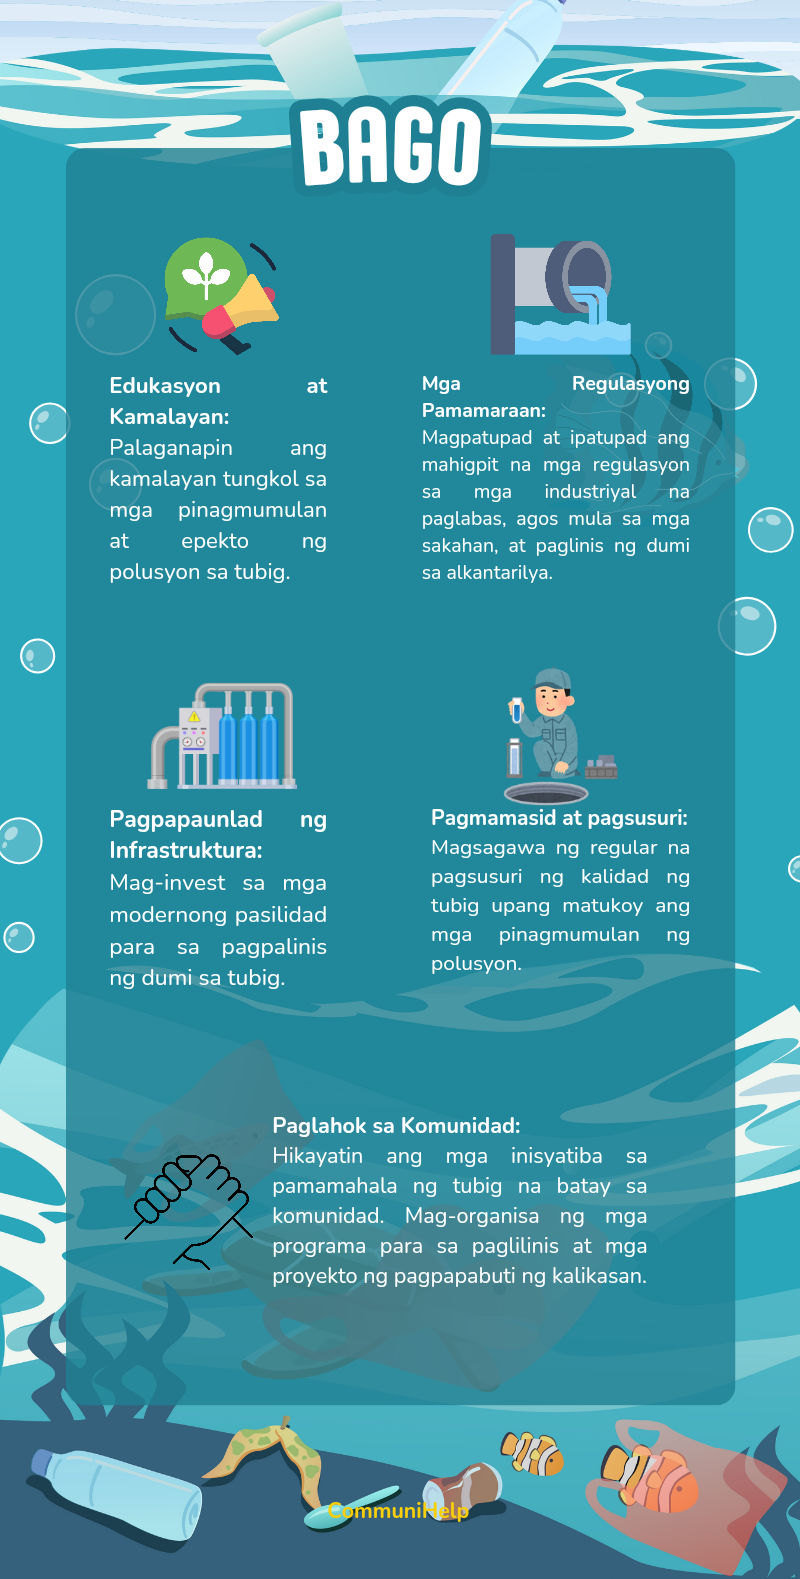 BAGO
Edukasyon at
Kamalayan:
Palaganapin ang
kamalayan tungkol sa
mga pinagmumulan
at epekto ng
polusyon sa tubig.
Mga Regulasyong
Pamamaraan:
Magpatupad at ipatupad ang
mahigpit na mga regulasyon
sa mga industriyal na
paglabas, agos mula sa mga
sakahan, at paglinis ng dumi
sa alkantarilya.
Pagpapaunlad ng
Infrastruktura:
Mag-invest sa mga
modernong pasilidad
para sa pagpalinis
ng dumi sa tubig.
Pagmamasid at pagsusuri:
Magsagawa ng regular na
pagsusuri ng kalidad ng
tubig upang matukoy ang
mga pinagmumulan ng
polusyon.
Paglahok sa Komunidad:
Hikayatin ang mga inisyatiba sa
pamamahala ng tubig na batay sa
komunidad. Mag-organisa ng mga
programa para sa paglilinis at mga
proyekto ng pagpapabuti ng kalikasan.
CommuniHelp